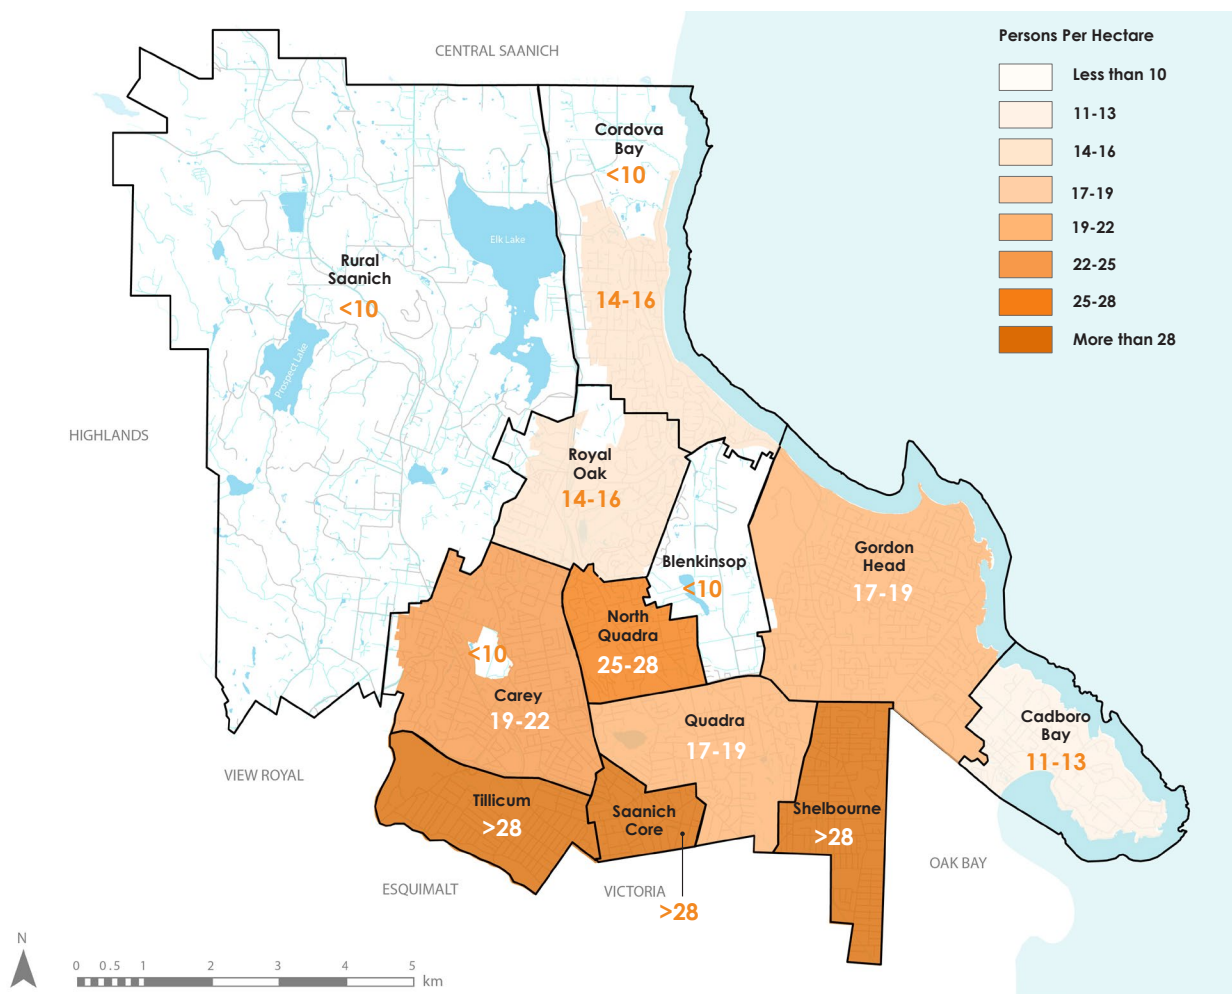 CENTRAL SAANICH
Persons Per Hectare
Less than 10
11-13
14-16
17-19
19-22
22-25
25-28
More than 28
Cordova
Bay
<10
Elk Lake
Rural
Saanich
<10
14-16
Prospect Lake
HIGHLANDS
Royal
Oak
14-16
Blenkinsop
<10
Gordon
Head
17-19
North
Quadra
25-28
<10
Carey
19-22
Quadra
17-19
Cadboro
Bay
11-13
VIEW ROYAL
Tillicum
>28
Saanich
Core
Shelbourne
>28
OAK BAY
ESQUIMALT
VICTORIA
>28
N
0 0.5 1 2 3 4 5
km